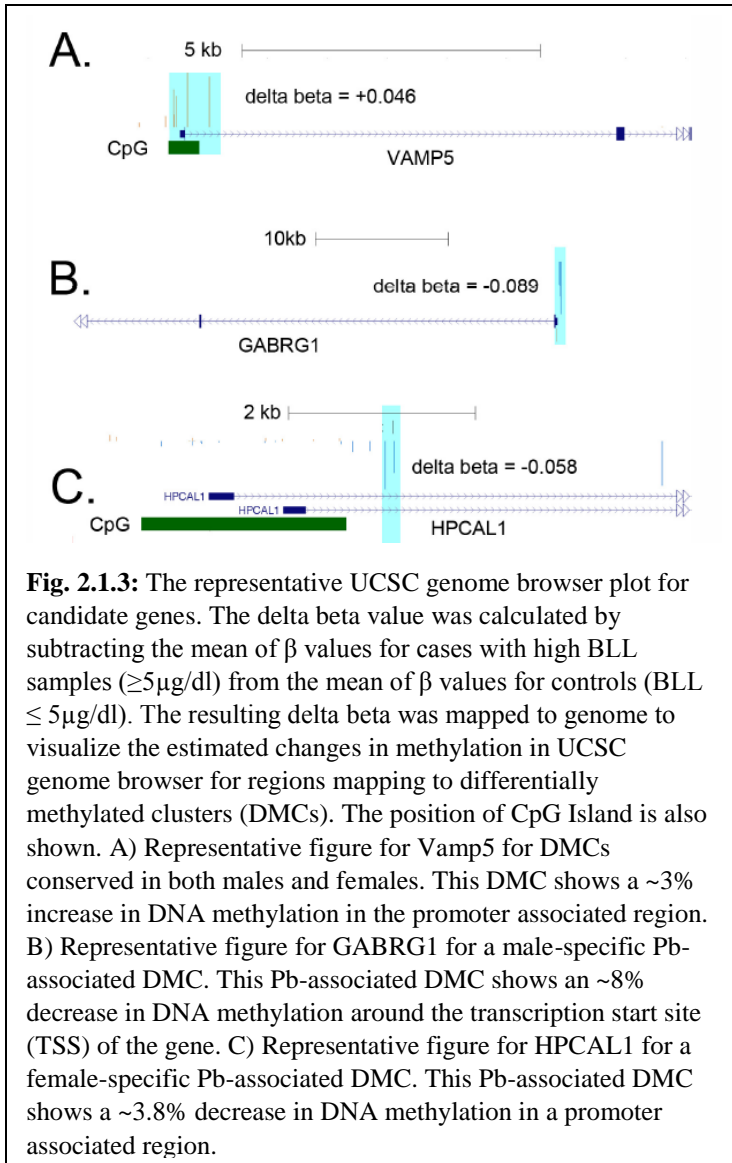 A.
5 kb
delta beta = +0.046
CpG
VAMP5
10kb
B.
delta beta = -0.089
GABRG1
2 kb
delta beta = -0.058
C.
HPCAL1
HPCAL1
CpG
HPCAL1
Fig. 2.1.3: The representative UCSC genome browser plot for
candidate genes. The delta beta value was calculated by
subtracting the mean of β values for cases with high BLL
samples (≥5µg/dl) from the mean of β values for controls (BLL
≤ 5µg/dl). The resulting delta beta was mapped to genome to
visualize the estimated changes in methylation in UCSC
genome browser for regions mapping to differentially
methylated clusters (DMCs). The position of CpG Island is also
shown. A) Representative figure for Vamp5 for DMCs
conserved in both males and females. This DMC shows a ~3%
increase in DNA methylation in the promoter associated region.
B) Representative figure for GABRG1 for a male-specific Pb-
associated DMC. This Pb-associated DMC shows an ~8%
decrease in DNA methylation around the transcription start site
(TSS) of the gene. C) Representative figure for HPCAL1 for a
female-specific Pb-associated DMC. This Pb-associated DMC
shows a ~3.8% decrease in DNA methylation in a promoter
associated region.